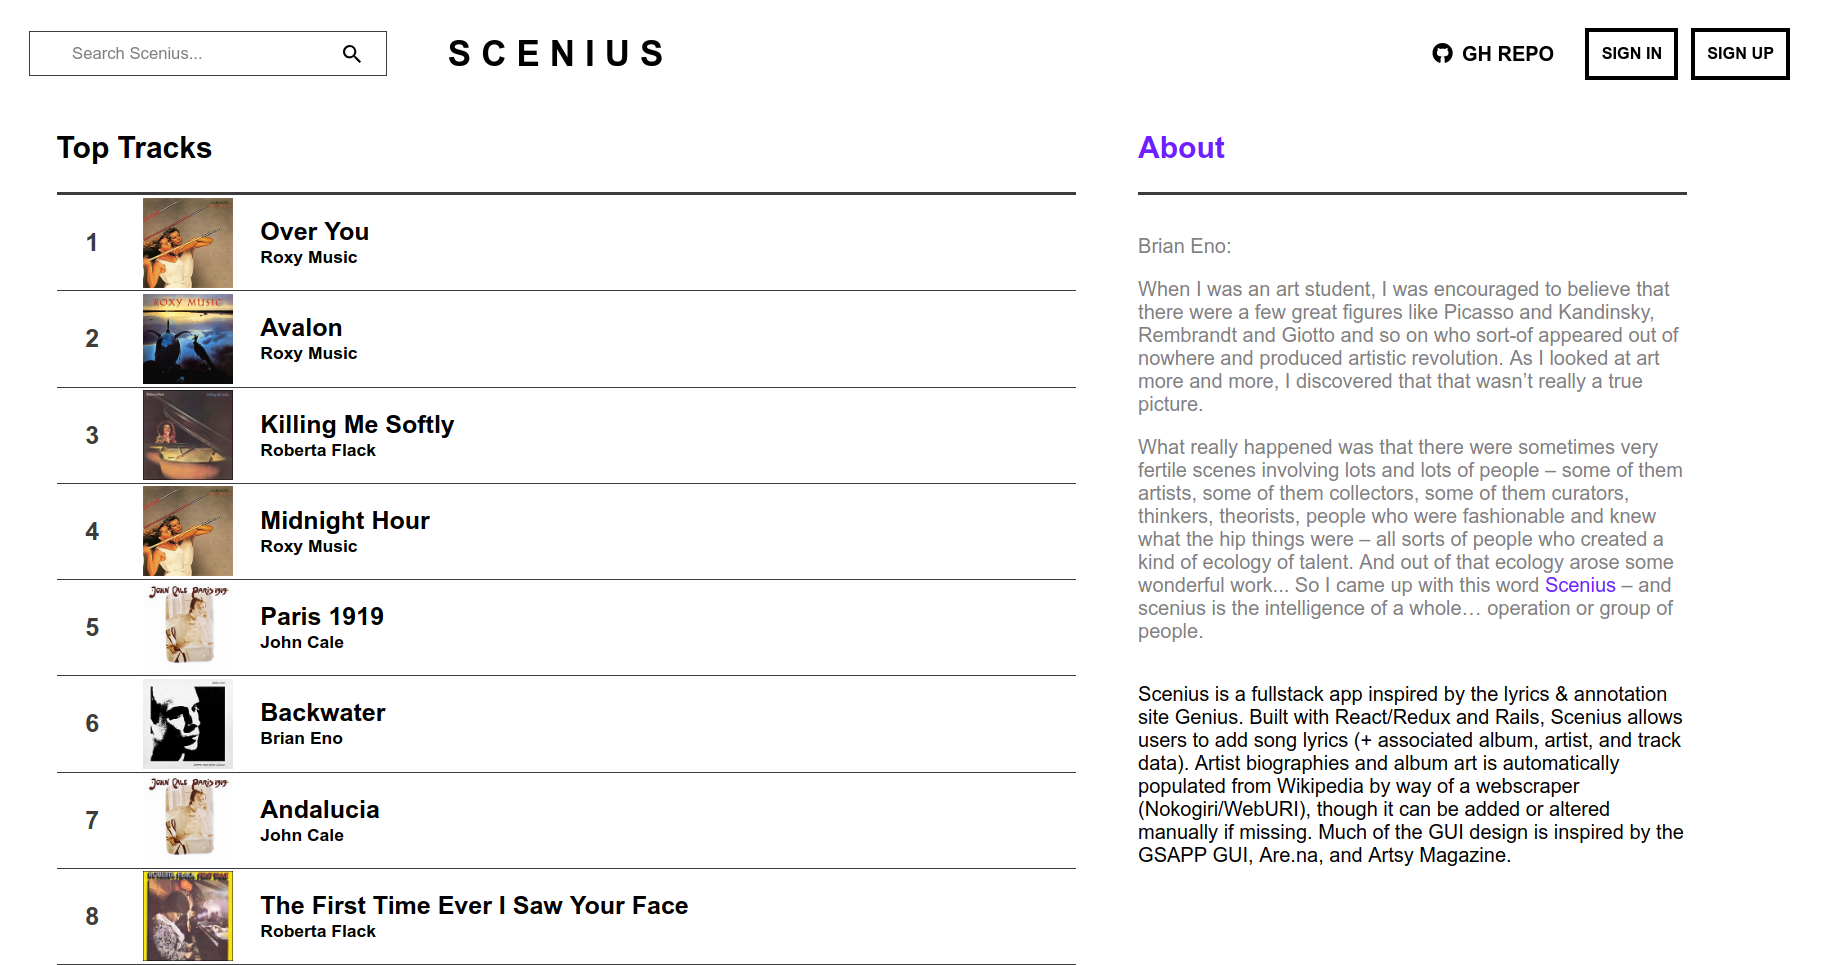 Search Scenius...
SCENIUS
GH REPO
SIGN IN
SIGN UP
Top Tracks
1
Over You
Roxy Music
2
ROXY MUSIC
Avalon
Roxy Music
3
Killing Me Softly
Roberta Flack
4
Midnight Hour
Roxy Music
5
JOHN CALE PARIS 1919
Paris 1919
John Cale
6
Backwater
Brian Eno
7
JOHN CALE PARIS 1919
Andalucia
John Cale
8
The First Time Ever I Saw Your Face
Roberta Flack
About
Brian Eno:
When I was an art student, I was encouraged to believe that
there were a few great figures like Picasso and Kandinsky,
Rembrandt and Giotto and so on who sort-of appeared out of
nowhere and produced artistic revolution. As I looked at art
more and more, I discovered that that wasn’t really a true
picture.
What really happened was that there were sometimes very
fertile scenes involving lots and lots of people – some of them
artists, some of them collectors, some of them curators,
thinkers, theorists, people who were fashionable and knew
what the hip things were – all sorts of people who created a
kind of ecology of talent. And out of that ecology arose some
wonderful work... So I came up with this word Scenius – and
scenius is the intelligence of a whole… operation or group of
people.
Scenius is a fullstack app inspired by the lyrics & annotation
site Genius. Built with React/Redux and Rails, Scenius allows
users to add song lyrics (+ associated album, artist, and track
data). Artist biographies and album art is automatically
populated from Wikipedia by way of a webscraper
(Nokogiri/WebURI), though it can be added or altered
manually if missing. Much of the GUI design is inspired by the
GSAPP GUI, Are.na, and Artsy Magazine.